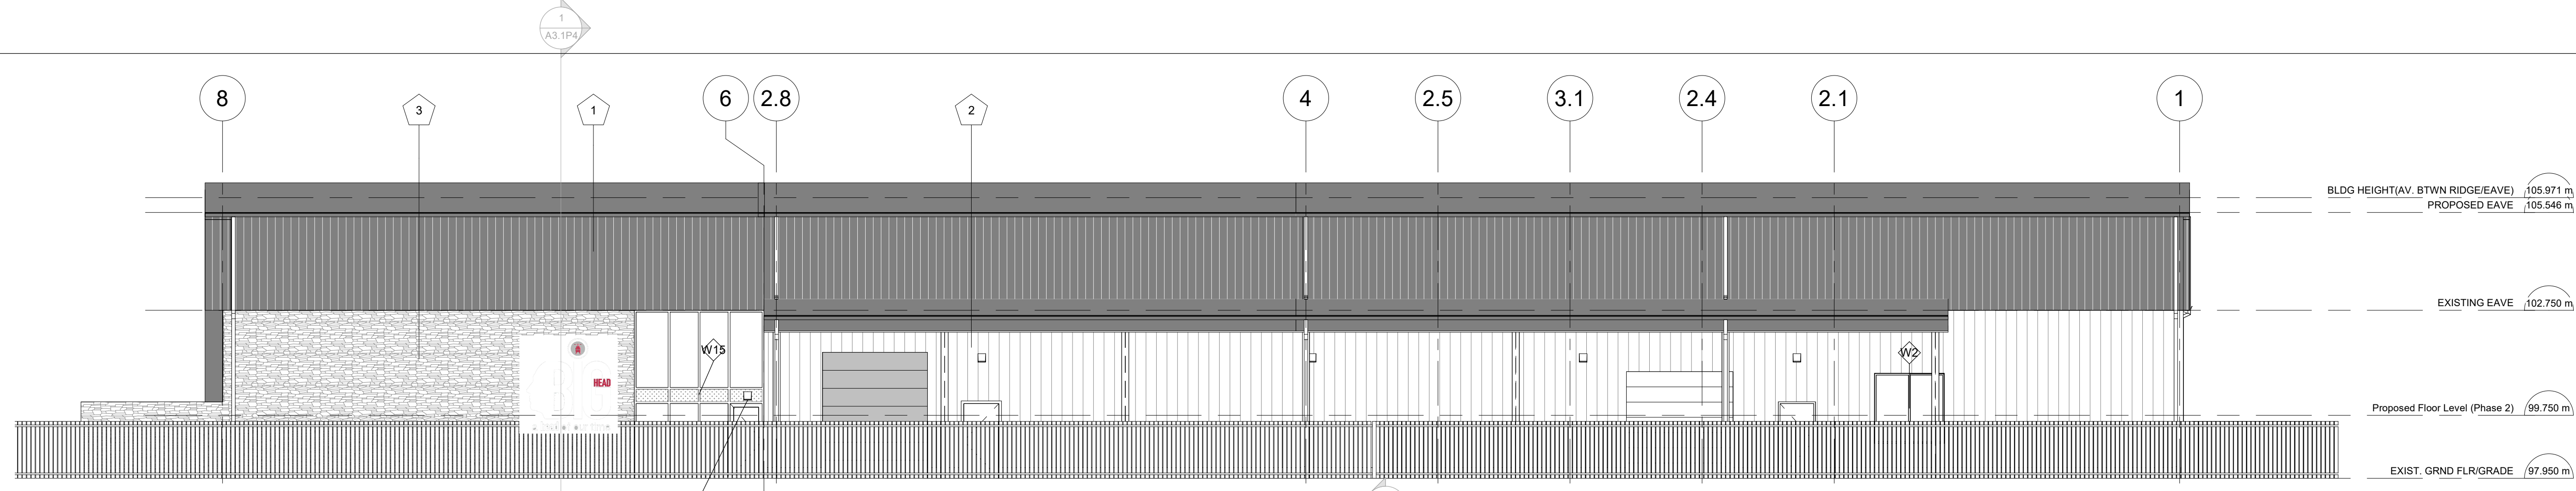 1
A3.1P4
8
3
1
6
2.8
2
4
2.5
3.1
2.4
2.1
1
BLDG HEIGHT(AV. BTWN RIDGE/EAVE) 105.971 m
PROPOSED EAVE 105.546 m
EXISTING EAVE 102.750 m
W15
W2
HEAD
Proposed Floor Level (Phase 2) 99.750 m
EXIST. GRND FLR/GRADE 97.950 m